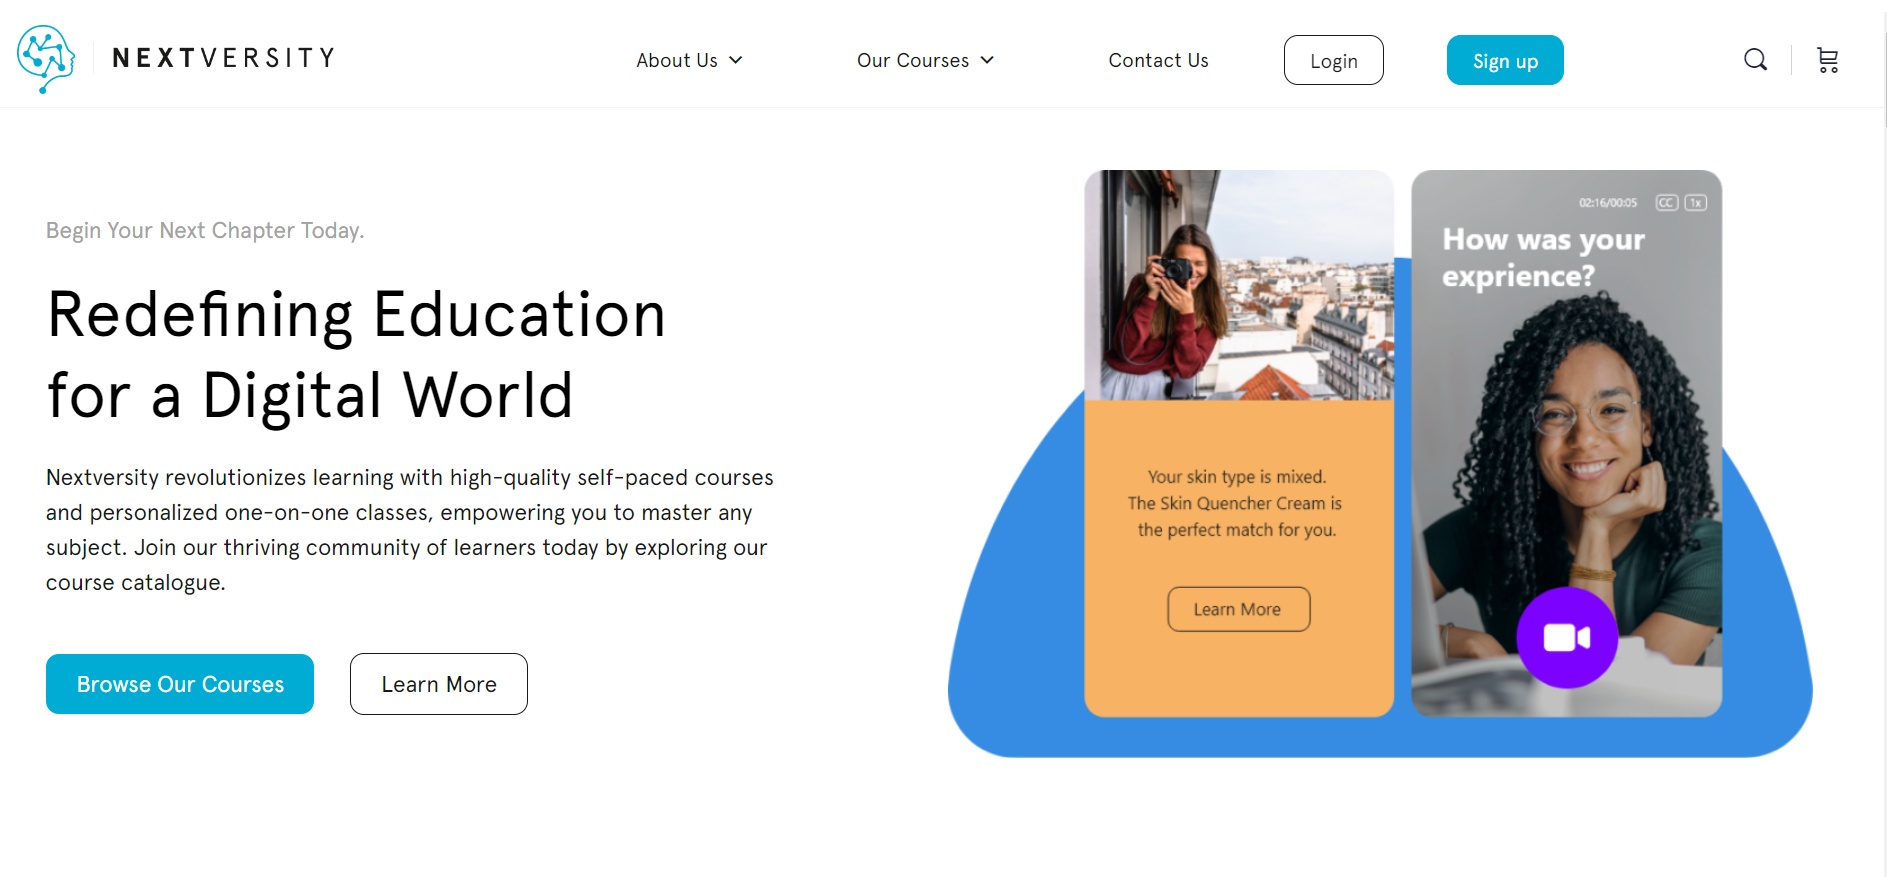 NEXTVERSITY
About Us
Our Courses
Contact Us
Login
Sign up
Begin Your Next Chapter Today.
Redefining Education
for a Digital World
Nextversity revolutionizes learning with high-quality self-paced courses
and personalized one-on-one classes, empowering you to master any
subject. Join our thriving community of learners today by exploring our
course catalogue.
Browse Our Courses
Learn More
Your skin type is mixed.
The Skin Quencher Cream is
the perfect match for you.
Learn More
02:16/00:05 CC 1x
How was your
exprience?